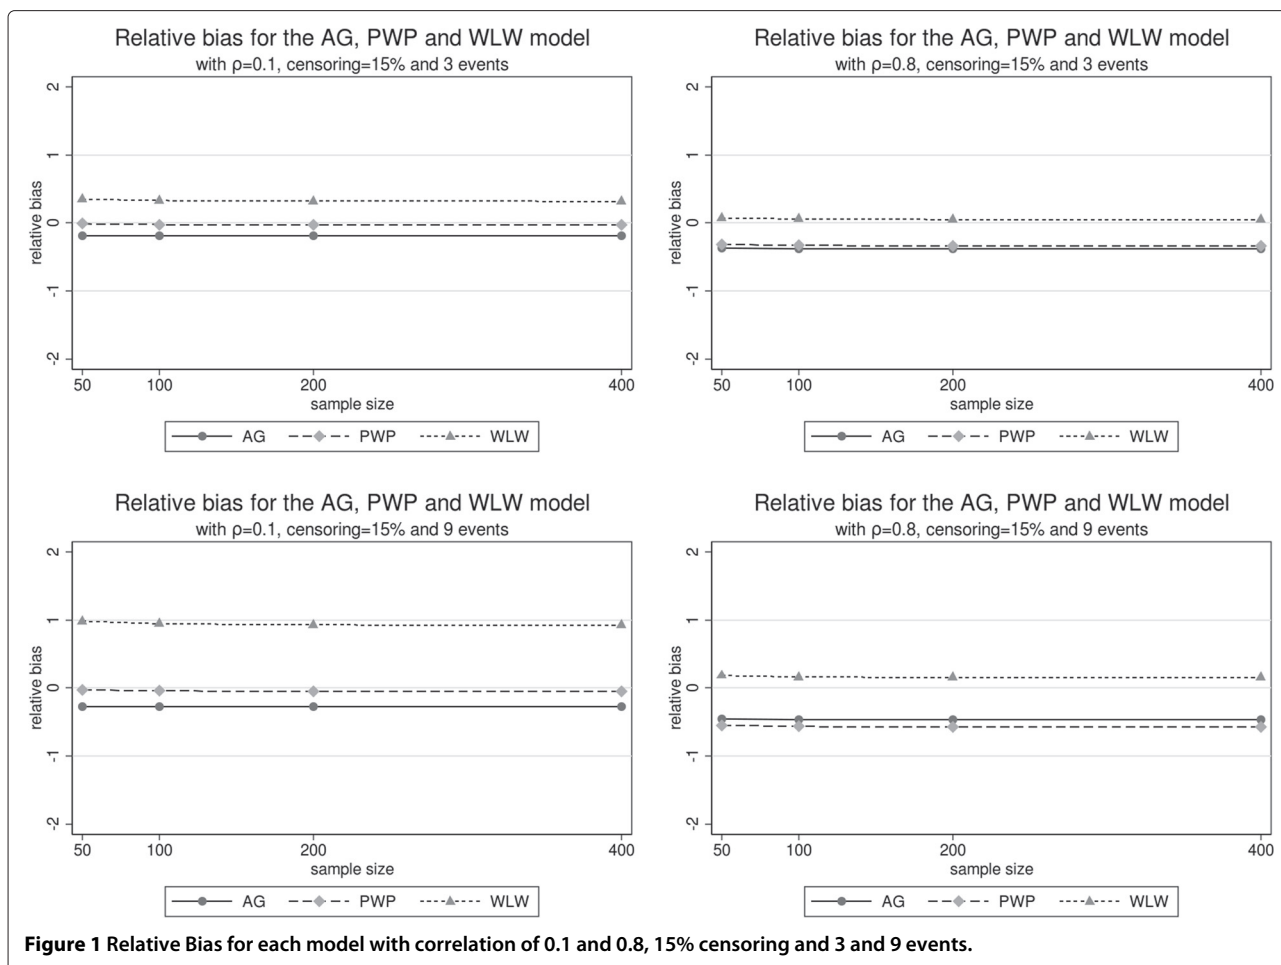 Relative bias for the AG, PWP and WLW model
with ρ=0.1, censoring=15% and 3 events
relative bias
2
1
0
-1
-2
50 100 200 400
sample size
AG PWP WLW
Relative bias for the AG, PWP and WLW model
with ρ=0.8, censoring=15% and 3 events
relative bias
2
1
0
-1
-2
50 100 200 400
sample size
AG PWP WLW
Relative bias for the AG, PWP and WLW model
with ρ=0.1, censoring=15% and 9 events
relative bias
2
1
0
-1
-2
50 100 200 400
sample size
AG PWP WLW
Relative bias for the AG, PWP and WLW model
with ρ=0.8, censoring=15% and 9 events
relative bias
2
1
0
-1
-2
50 100 200 400
sample size
AG PWP WLW
Figure 1 Relative Bias for each model with correlation of 0.1 and 0.8, 15% censoring and 3 and 9 events.